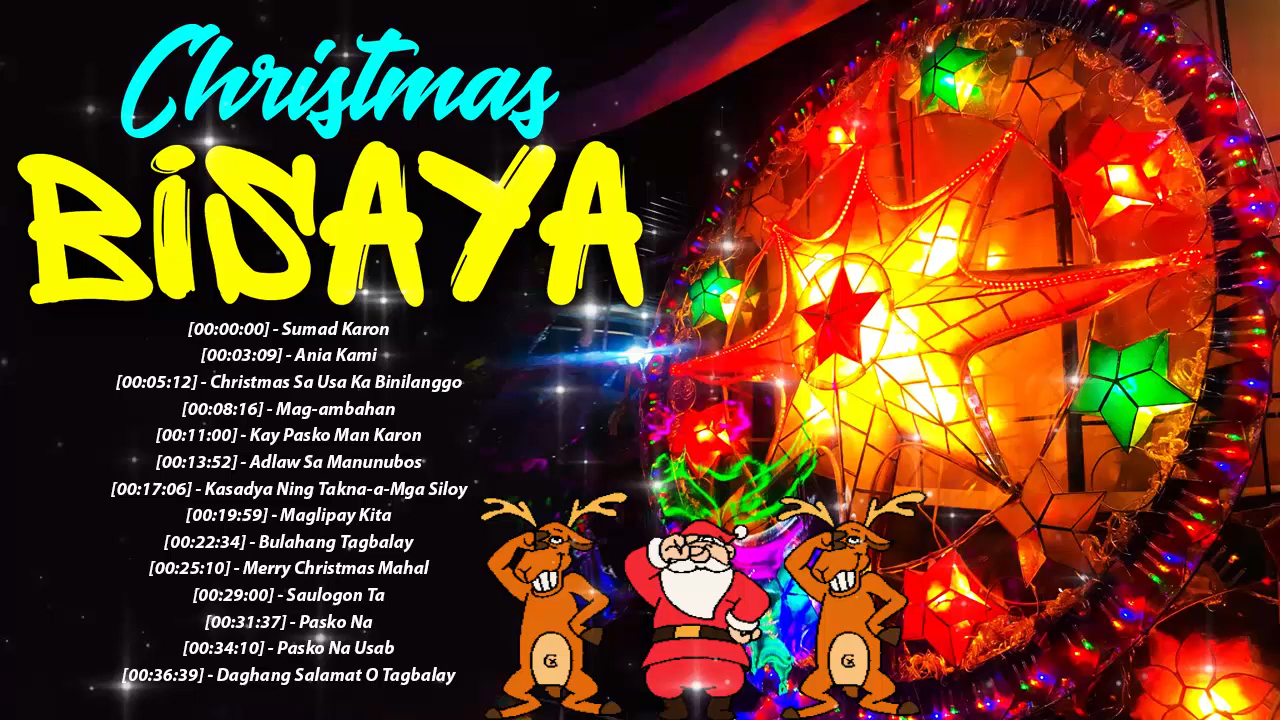 Christmas
BISAYA
[00:00:00] - Sumad Karon
[00:03:09] - Ania Kami
[00:05:12] - Christmas Sa Usa Ka Binilanggo
[00:08:16] - Mag-ambahan
[00:11:00] - Kay Pasko Man Karon
[00:13:52] - Adlaw Sa Manunubos
[00:17:06] - Kasadya Ning Takna-a-Mga Siloy
[00:19:59] - Maglipay Kita
[00:22:34] - Bulahang Tagbalay
[00:25:10] - Merry Christmas Mahal
[00:29:00] - Saulogon Ta
[00:31:37] - Pasko Na
[00:34:10] - Pasko Na Usab
[00:36:39] - Daghang Salamat O Tagbalay